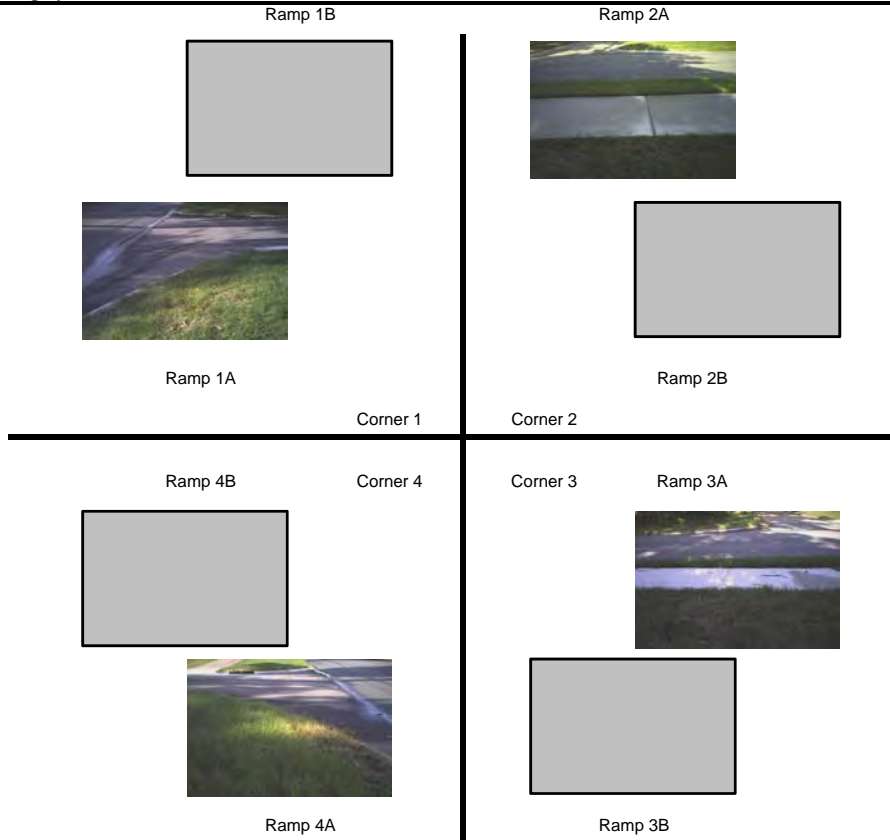 Ramp 1B Ramp 2A
Ramp 1A Ramp 2B
Corner 1 Corner 2
Ramp 4B Corner 4 Corner 3 Ramp 3A
Ramp 4A Ramp 3B